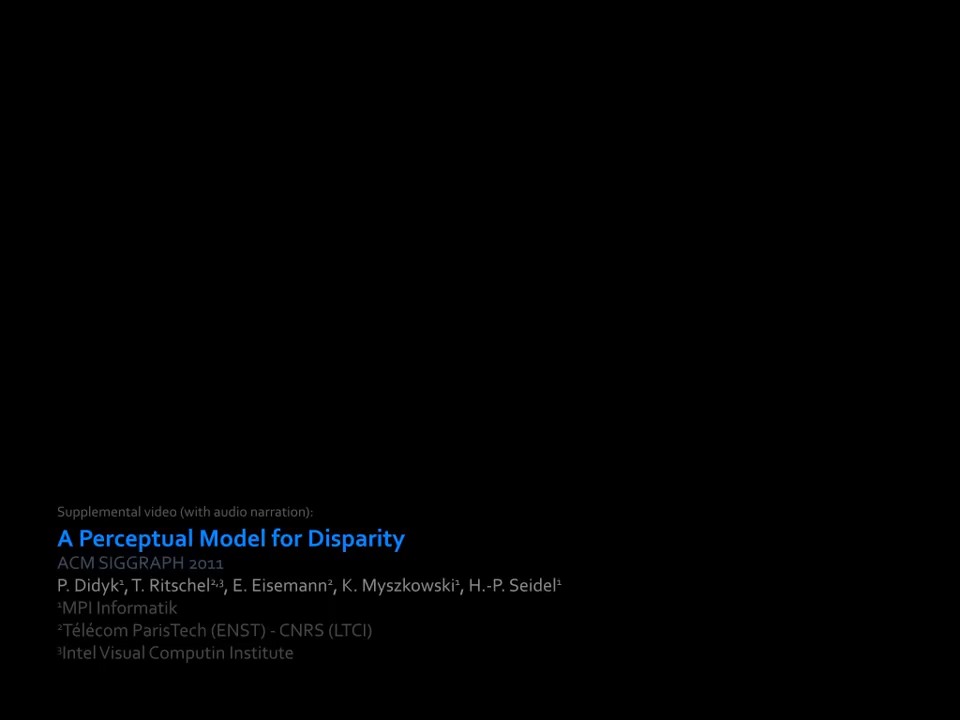 Supplemental video (with audio narration):
A Perceptual Model for Disparity
ACM SIGGRAPH 2011
P. Didyk¹, T. Ritschel²,³, E. Eisemann², K. Myszkowski¹, H.-P. Seidel¹
¹MPI Informatik
²Télécom ParisTech (ENST) - CNRS (LTCI)
³Intel Visual Computin Institute